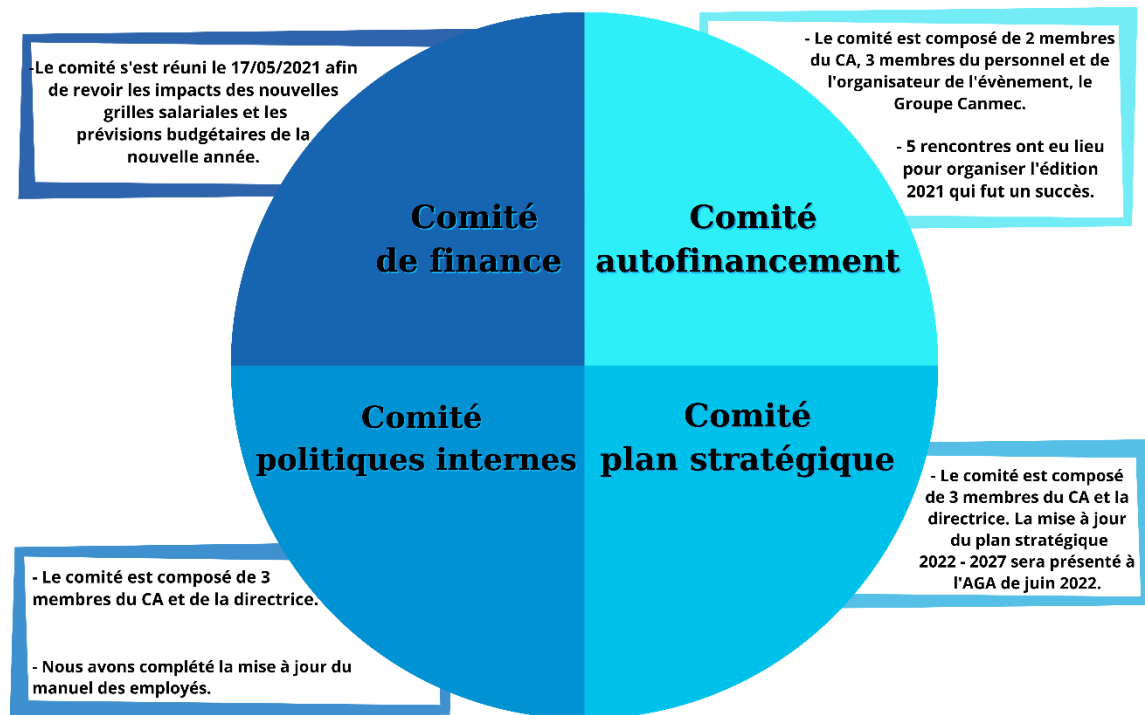 -Le comité s'est réuni le 17/05/2021 afin
de revoir les impacts des nouvelles
grilles salariales et les
prévisions budgétaires de la
nouvelle année.
- Le comité est composé de 2 membres
du CA, 3 membres du personnel et de
l'organisateur de l'évènement, le
Groupe Canmec.
- 5 rencontres ont eu lieu
pour organiser l'édition
2021 qui fut un succès.
Comité
de finance
Comité
autofinancement
Comité
politiques internes
Comité
plan stratégique
- Le comité est composé de 3
membres du CA et de la directrice.
- Nous avons complété la mise à jour du
manuel des employés.
- Le comité est composé
de 3 membres du CA et la
directrice. La mise à jour
du plan stratégique
2022 - 2027 sera présenté à
l'AGA de juin 2022.